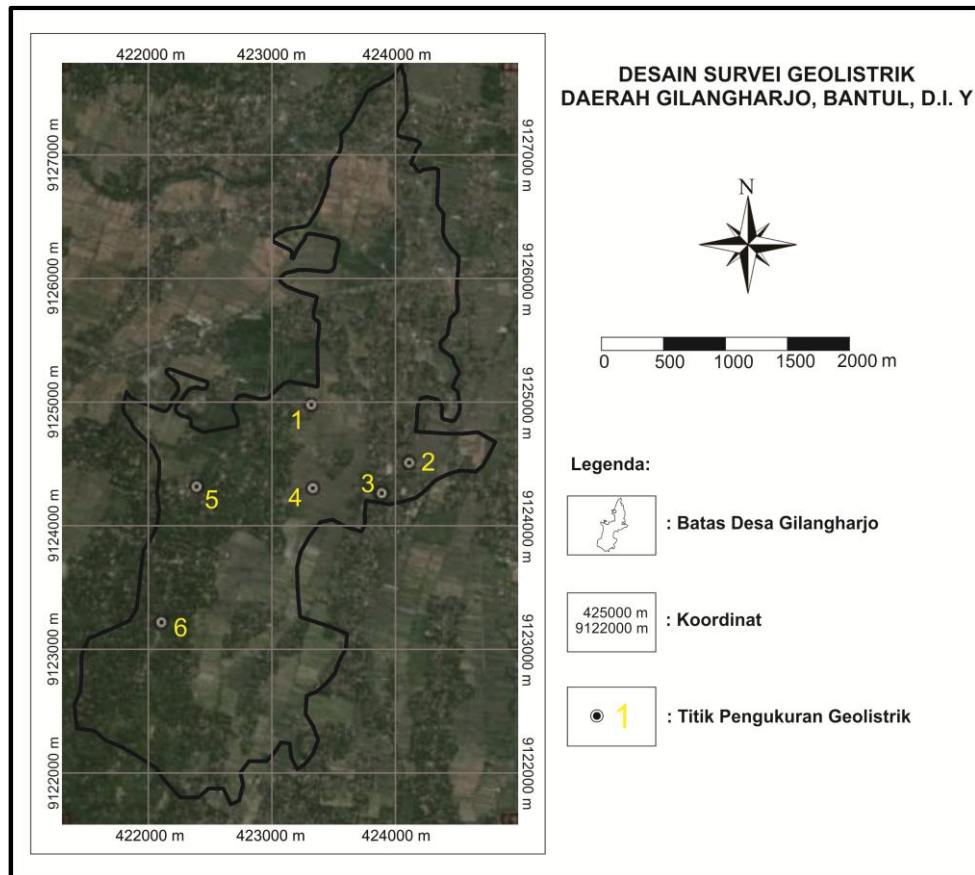 422000 m 423000 m 424000 m
9127000 m
9126000 m
9125000 m
9124000 m
9123000 m
9122000 m
9127000 m
9126000 m
9125000 m
9124000 m
9123000 m
9122000 m
1
2
3
4
5
6
422000 m 423000 m 424000 m
DESAIN SURVEI GEOLISTRIK
DAERAH GILANGHARJO, BANTUL, D.I. Y
N
0 500 1000 1500 2000 m
Legenda:
: Batas Desa Gilangharjo
425000 m
9122000 m
: Koordinat
1
: Titik Pengukuran Geolistrik